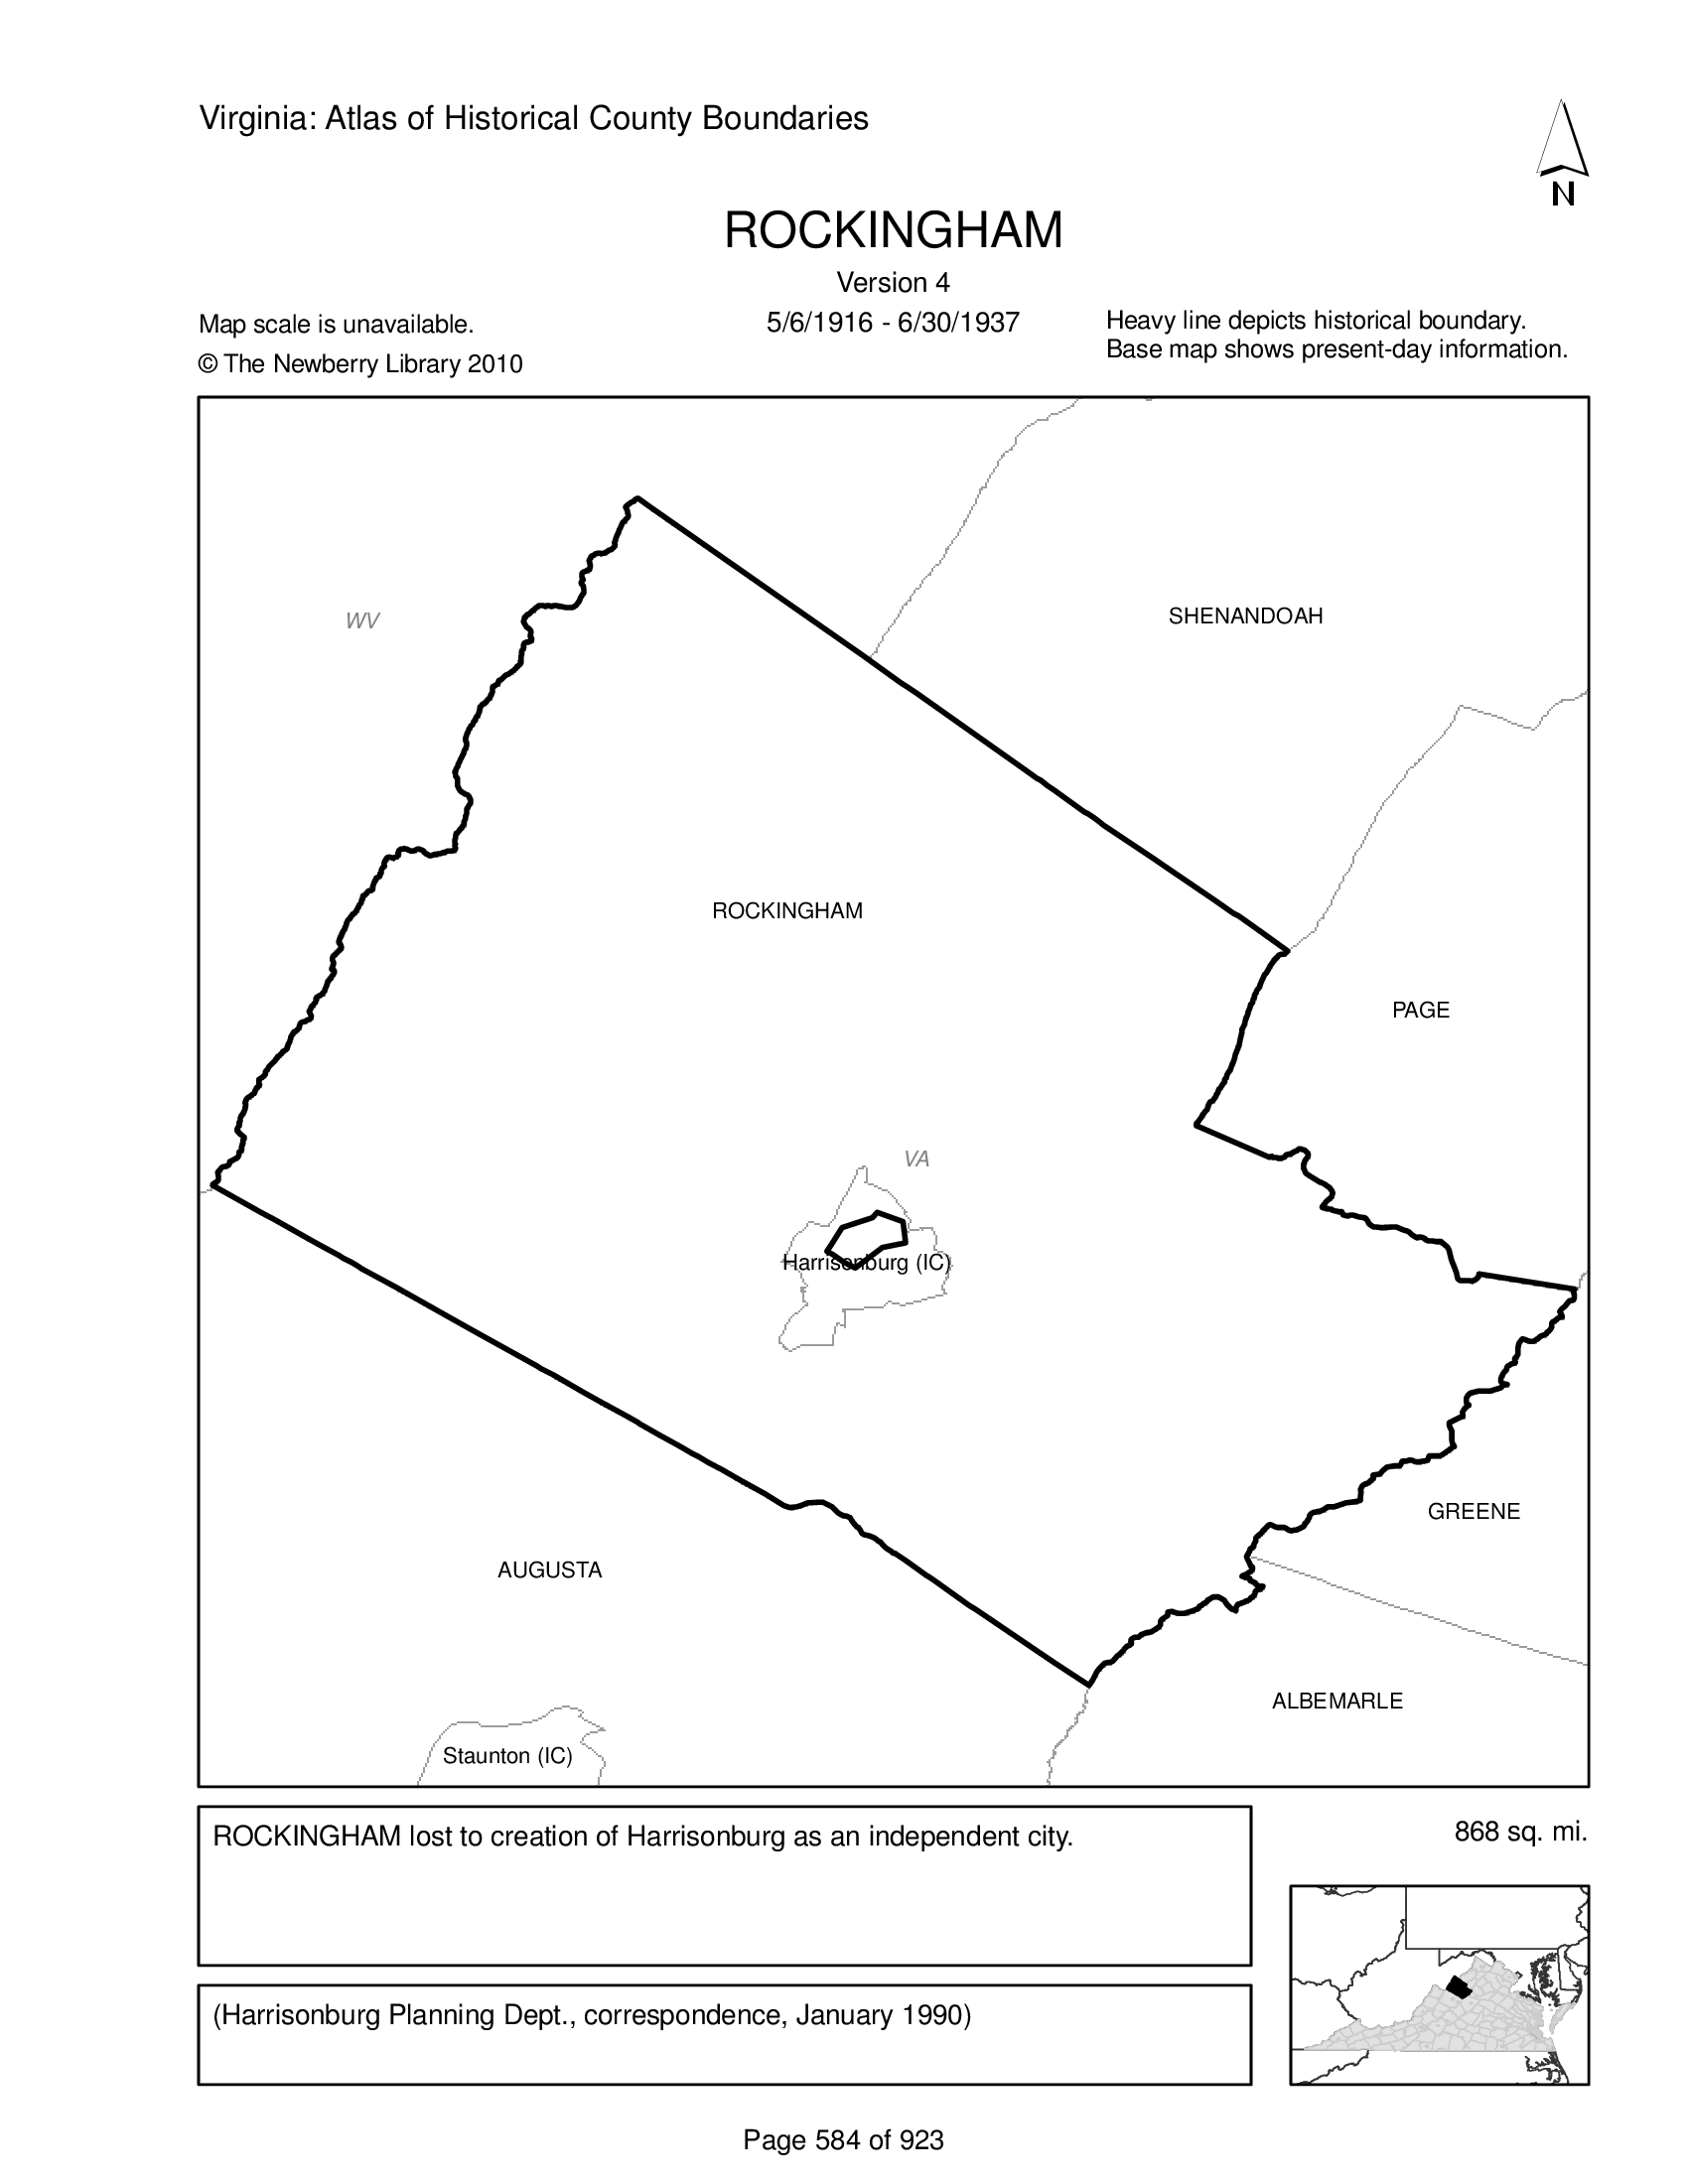 Virginia: Atlas of Historical County Boundaries
N
ROCKINGHAM
Version 4
5/6/1916 - 6/30/1937
Map scale is unavailable.
© The Newberry Library 2010
Heavy line depicts historical boundary.
Base map shows present-day information.
WV
SHENANDOAH
ROCKINGHAM
PAGE
VA
Harrisonburg (IC)
GREENE
AUGUSTA
ALBEMARLE
Staunton (IC)
ROCKINGHAM lost to creation of Harrisonburg as an independent city.
868 sq. mi.
(Harrisonburg Planning Dept., correspondence, January 1990)
Page 584 of 923